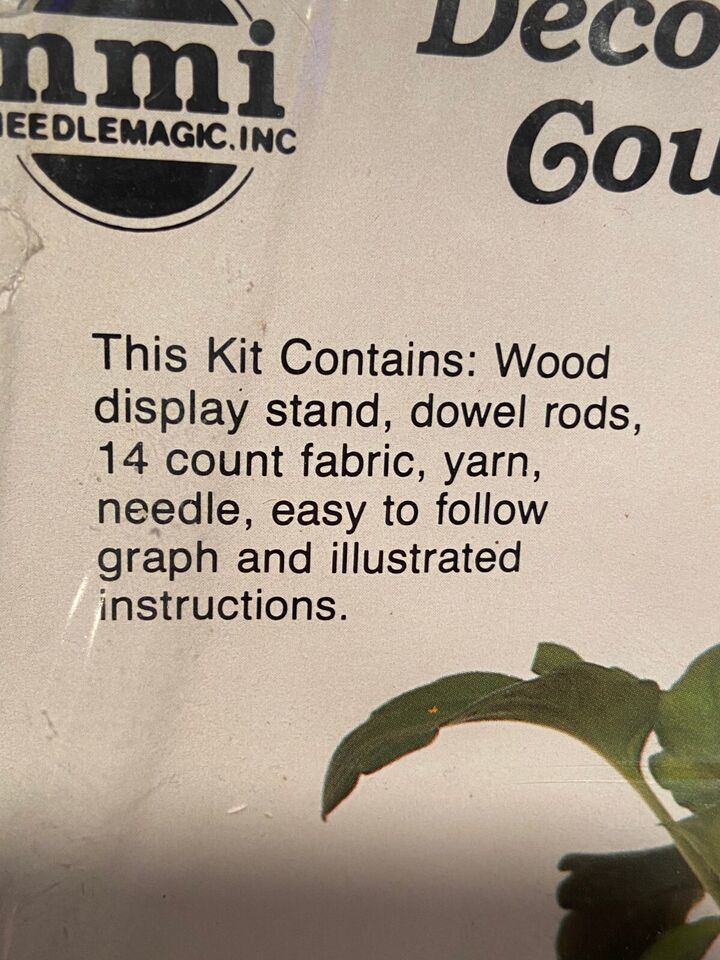 nmi
EEDLEMAGIC.INC
Deco
Cou
This Kit Contains: Wood
display stand, dowel rods,
14 count fabric, yarn,
needle, easy to follow
graph and illustrated
instructions.